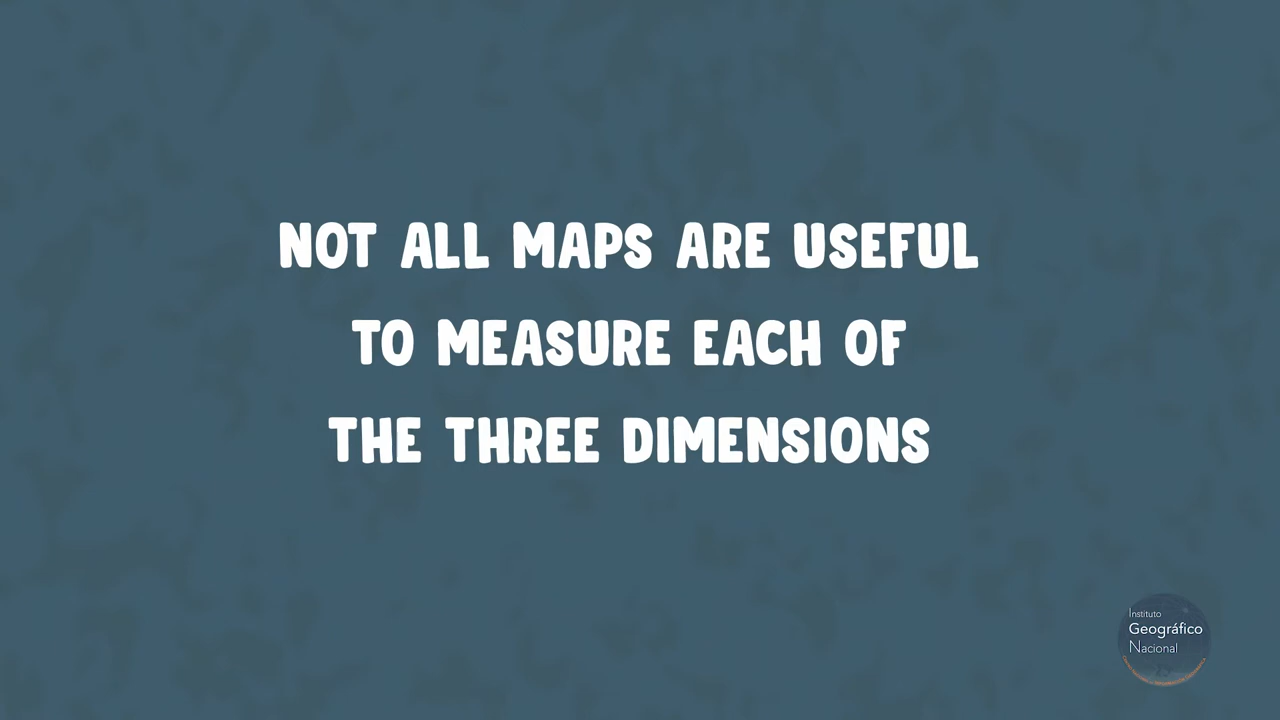 NOT ALL MAPS ARE USEFUL
TO MEASURE EACH OF
THE THREE DIMENSIONS
Instituto
Geográfico
Nacional